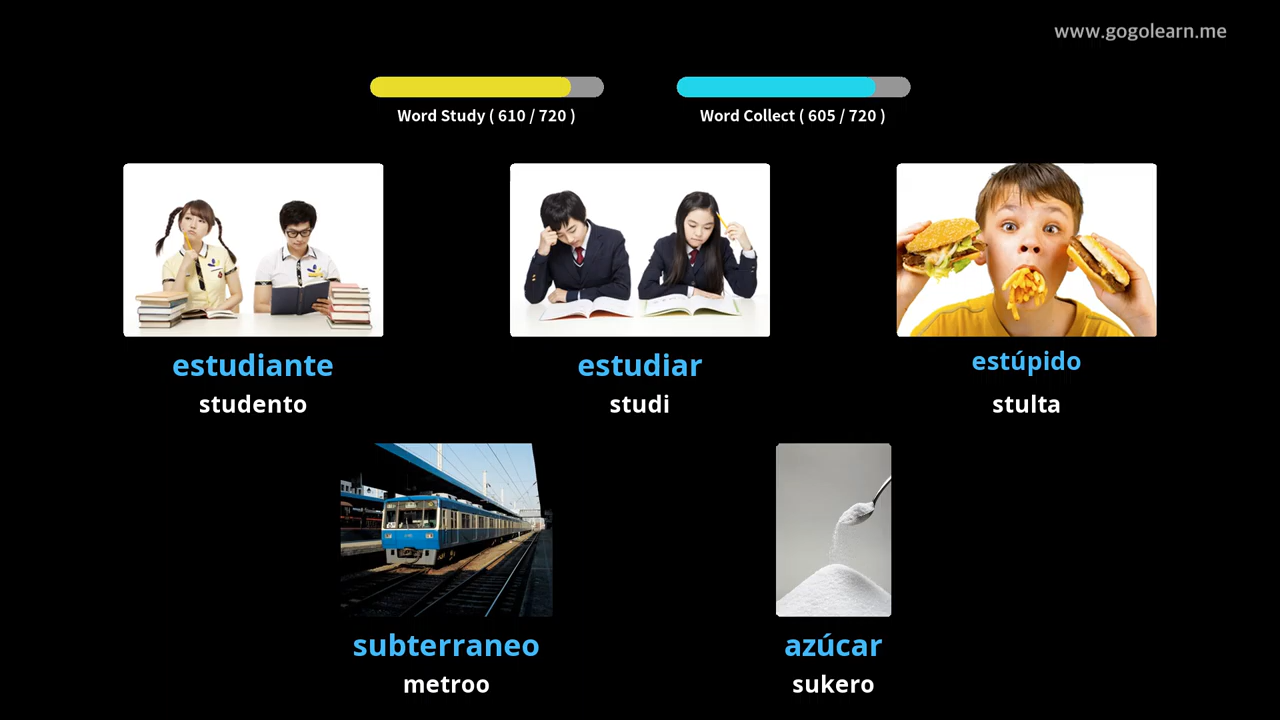 www.gogolearn.me
Word Study ( 610 / 720 )
Word Collect ( 605 / 720 )
estudiante
studento
estudiar
studi
estúpido
stulta
subterraneo
metroo
azúcar
sukero